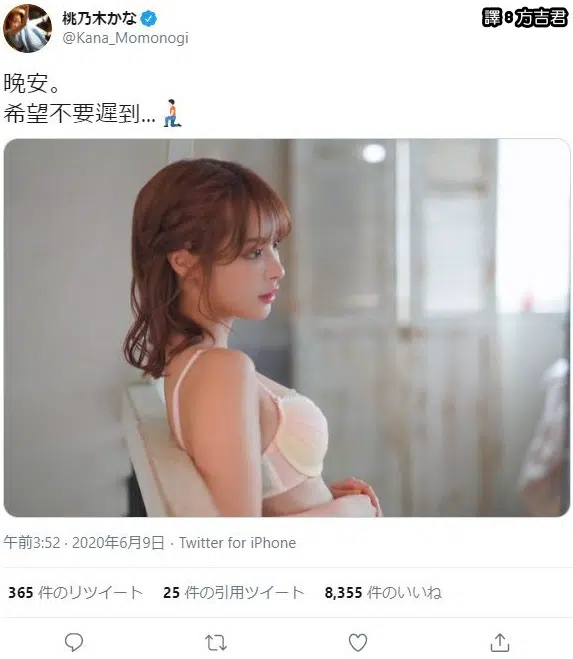 桃乃木かな
譯：方吉君
@Kana_Momonogi
晚安。
希望不要遲到...🧎
午前3:52 · 2020年6月9日 · Twitter for iPhone
365 件のリツイート 25 件の引用ツイート 8,355 件のいいね